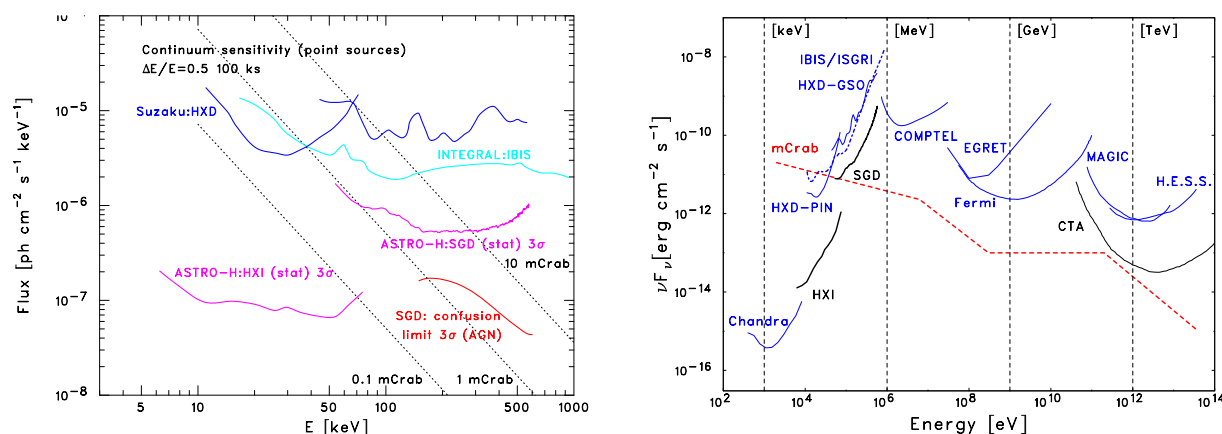 Continuum sensitivity (point sources)
ΔE/E=0.5 100 ks
Suzaku:HXD
INTEGRAL:IBIS
ASTRO-H:SGD (stat) 3σ
10 mCrab
ASTRO-H:HXI (stat) 3σ
SGD: confusion
limit 3σ (AGN)
0.1 mCrab
1 mCrab
Flux [ph cm⁻² s⁻¹ keV⁻¹]
10⁻⁵
10⁻⁶
10⁻⁷
10⁻⁸
5 10 50 100 500 1000
E [keV]
[keV] [MeV] [GeV] [TeV]
IBIS/ISGRI
HXD-GSO
COMPTEL
EGRET
mCrab
SGD
MAGIC
H.E.S.S.
HXD-PIN
Fermi
CTA
HXI
Chandra
νFν[erg cm⁻² s⁻¹]
10⁻⁸
10⁻¹⁰
10⁻¹²
10⁻¹⁴
10⁻¹⁶
10² 10⁴ 10⁶ 10⁸ 10¹⁰ 10¹² 10¹⁴
Energy [eV]